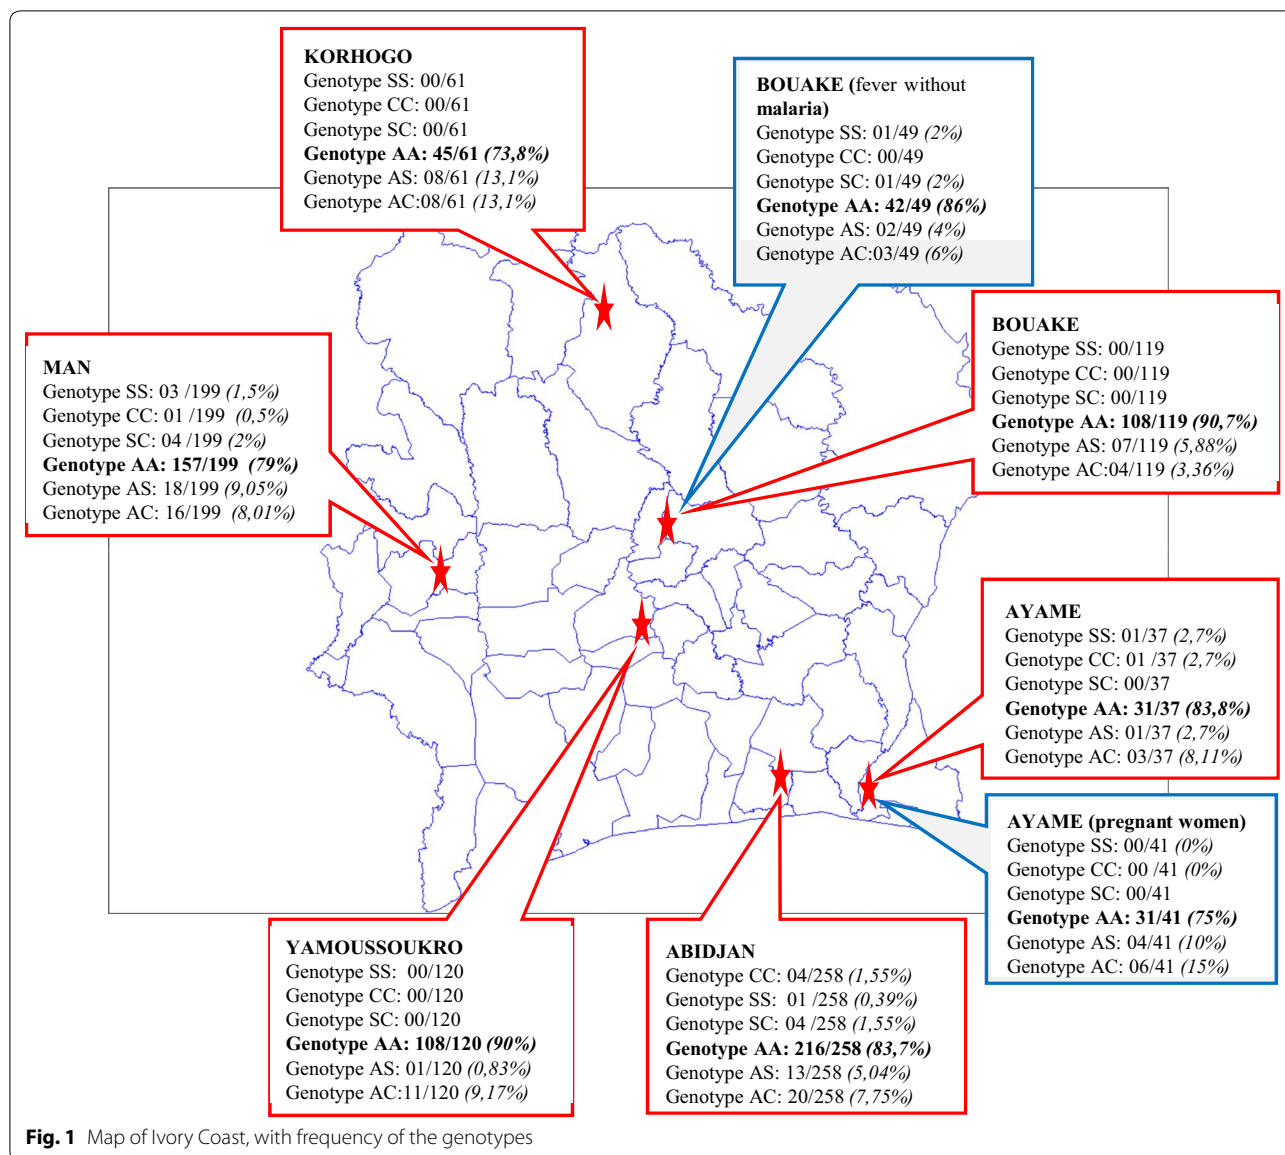 KORHOGO
Genotype SS: 00/61
Genotype CC: 00/61
Genotype SC: 00/61
Genotype AA: 45/61 (73,8%)
Genotype AS: 08/61 (13,1%)
Genotype AC:08/61 (13,1%)
BOUAKE (fever without
malaria)
Genotype SS: 01/49 (2%)
Genotype CC: 00/49
Genotype SC: 01/49 (2%)
Genotype AA: 42/49 (86%)
Genotype AS: 02/49 (4%)
Genotype AC:03/49 (6%)
BOUAKE
Genotype SS: 00/119
Genotype CC: 00/119
Genotype SC: 00/119
Genotype AA: 108/119 (90,7%)
Genotype AS: 07/119 (5,88%)
Genotype AC:04/119 (3,36%)
MAN
Genotype SS: 03 /199 (1,5%)
Genotype CC: 01 /199 (0,5%)
Genotype SC: 04 /199 (2%)
Genotype AA: 157/199 (79%)
Genotype AS: 18/199 (9,05%)
Genotype AC: 16/199 (8,01%)
AYAME
Genotype SS: 01/37 (2,7%)
Genotype CC: 01 /37 (2,7%)
Genotype SC: 00/37
Genotype AA: 31/37 (83,8%)
Genotype AS: 01/37 (2,7%)
Genotype AC: 03/37 (8,11%)
AYAME (pregnant women)
Genotype SS: 00/41 (0%)
Genotype CC: 00 /41 (0%)
Genotype SC: 00/41
Genotype AA: 31/41 (75%)
Genotype AS: 04/41 (10%)
Genotype AC: 06/41 (15%)
YAMOUSSOUKRO
Genotype SS: 00/120
Genotype CC: 00/120
Genotype SC: 00/120
Genotype AA: 108/120 (90%)
Genotype AS: 01/120 (0,83%)
Genotype AC:11/120 (9,17%)
ABIDJAN
Genotype CC: 04/258 (1,55%)
Genotype SS: 01 /258 (0,39%)
Genotype SC: 04 /258 (1,55%)
Genotype AA: 216/258 (83,7%)
Genotype AS: 13/258 (5,04%)
Genotype AC: 20/258 (7,75%)
Fig. 1 Map of Ivory Coast, with frequency of the genotypes